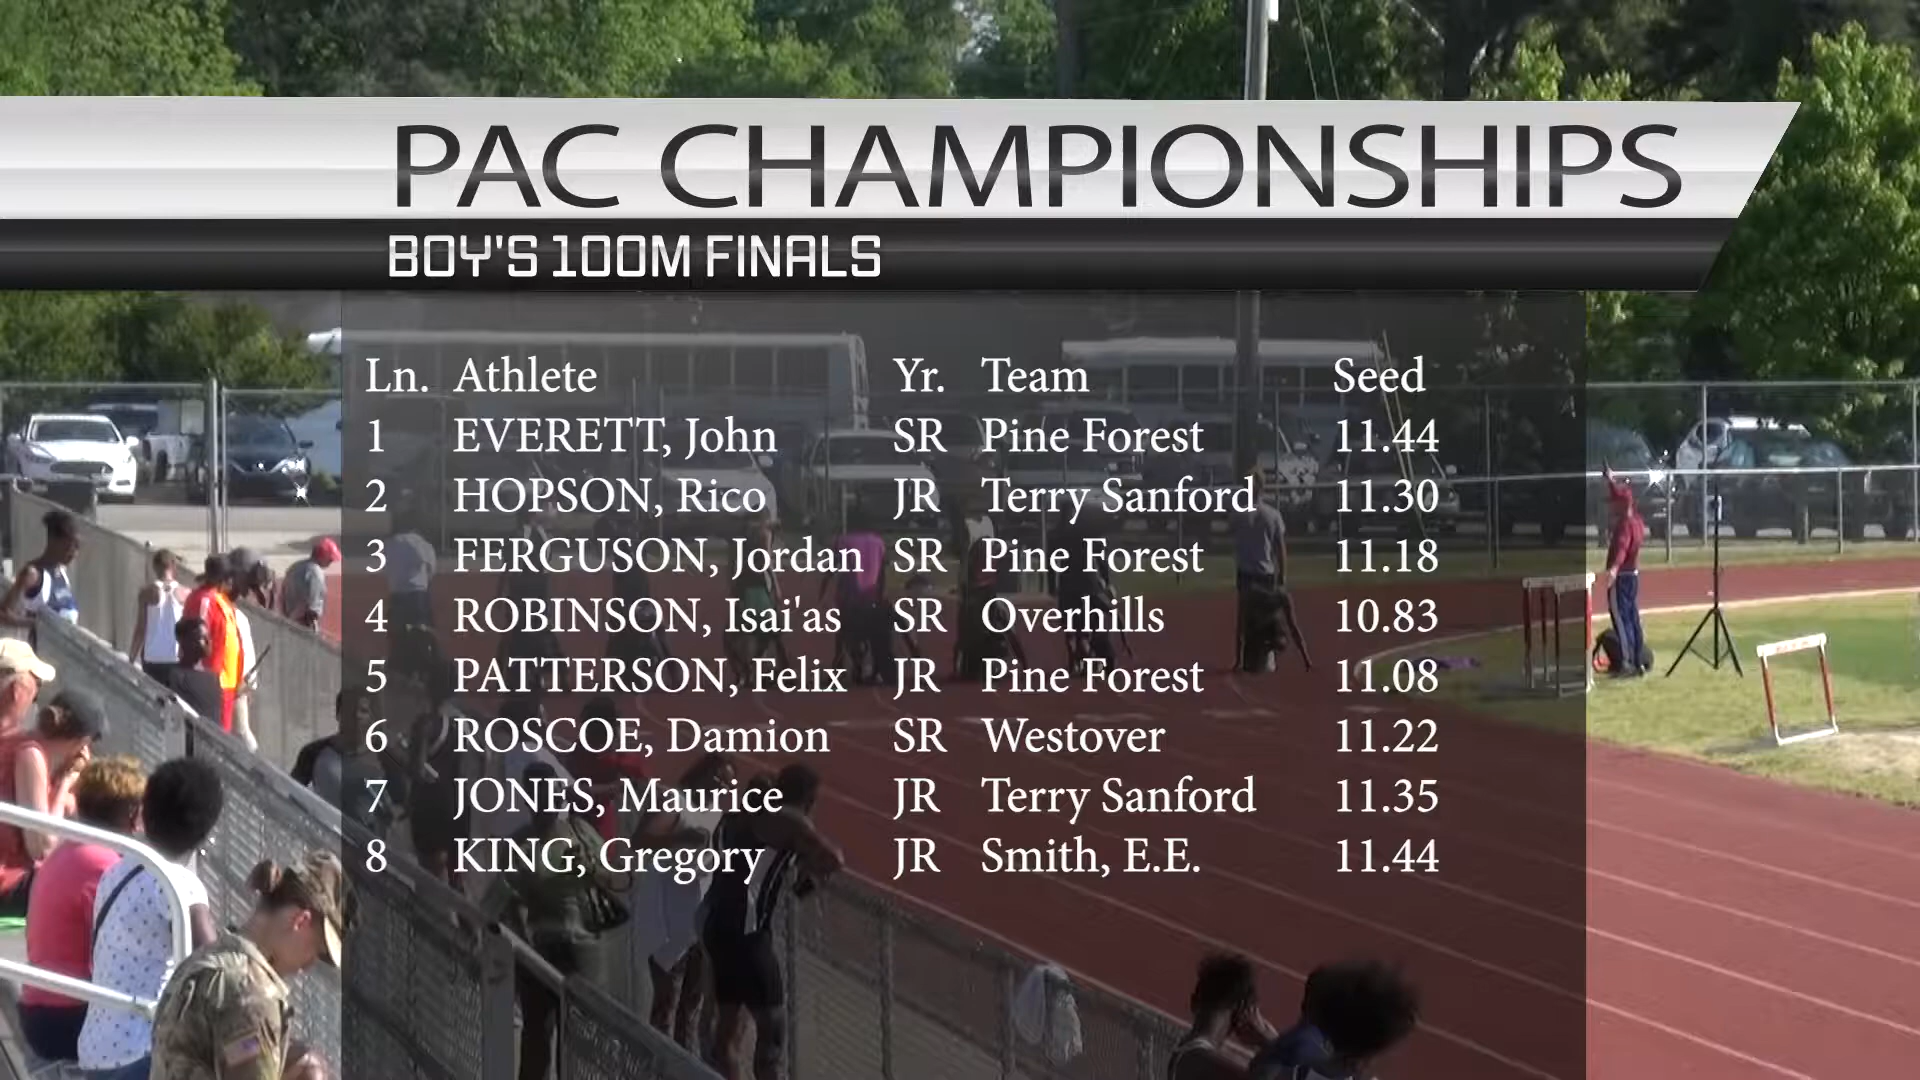 PAC CHAMPIONSHIPS
BOY'S 100M FINALS
Ln. Athlete Yr. Team Seed
1 EVERETT, John SR Pine Forest 11.44
2 HOPSON, Rico JR Terry Sanford 11.30
3 FERGUSON, Jordan SR Pine Forest 11.18
4 ROBINSON, Isai'as SR Overhills 10.83
5 PATTERSON, Felix JR Pine Forest 11.08
6 ROSCOE, Damion SR Westover 11.22
7 JONES, Maurice JR Terry Sanford 11.35
8 KING, Gregory JR Smith, E.E. 11.44